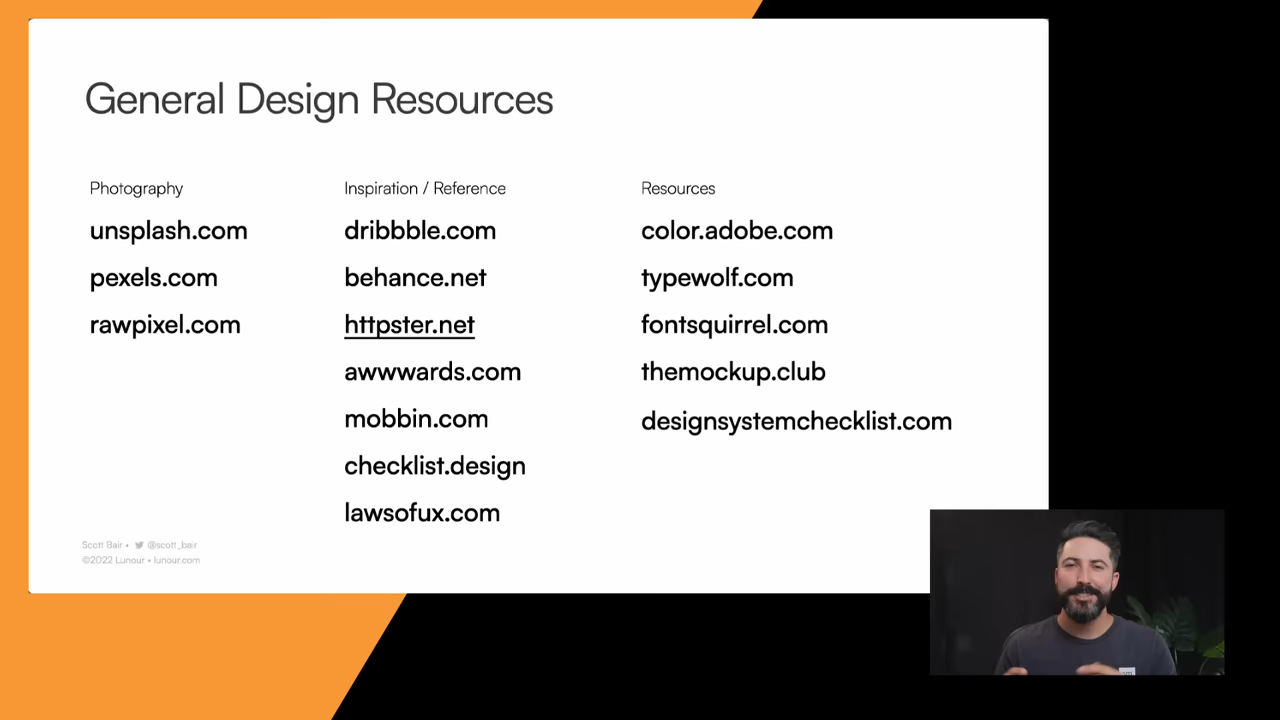 General Design Resources
Photography
unsplash.com
pexels.com
rawpixel.com
Inspiration / Reference
dribbble.com
behance.net
httpster.net
awwwards.com
mobbin.com
checklist.design
lawsofux.com
Resources
color.adobe.com
typewolf.com
fontsquirrel.com
themockup.club
designsystemchecklist.com
Scott Bair • @scott_bair
©2022 Lunour • lunour.com